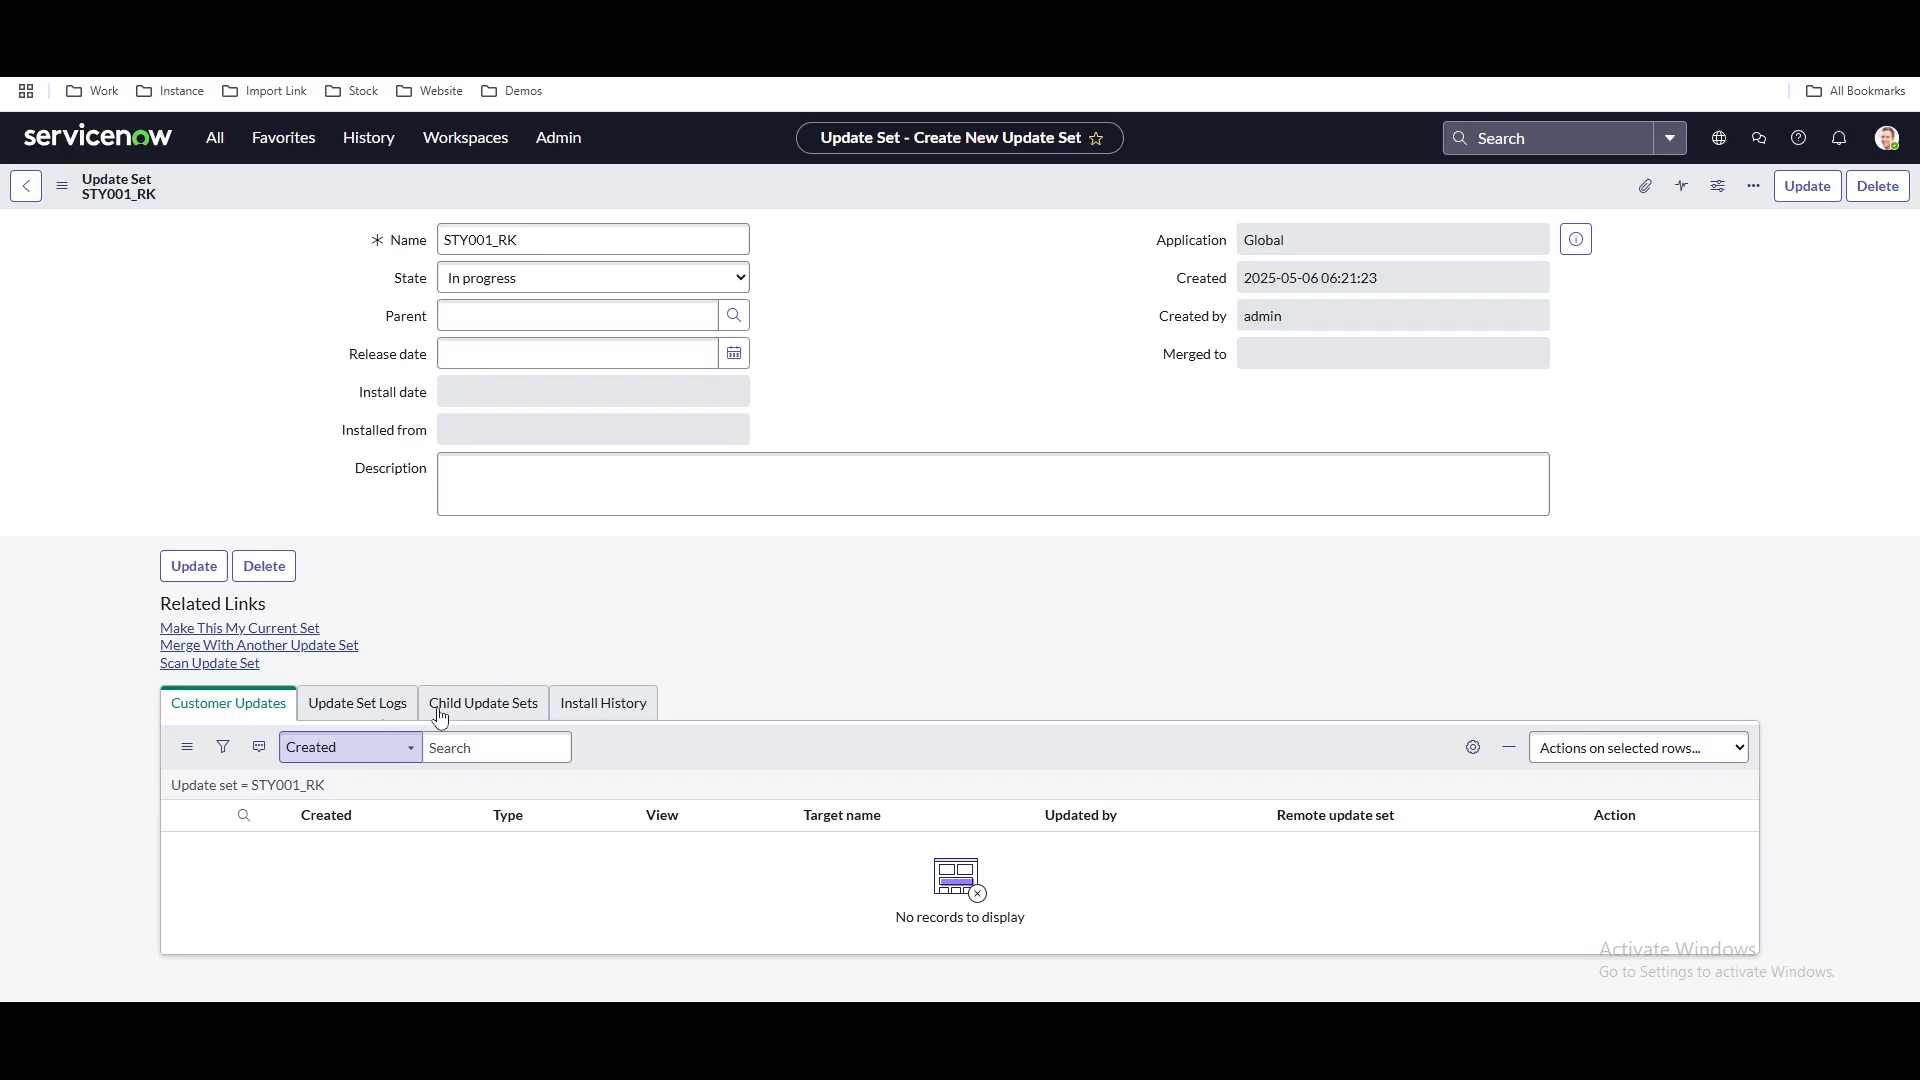 Work Instance Import Link Stock Website Demos All Bookmarks
servicenow All Favorites History Workspaces Admin Update Set - Create New Update Set Search
Update Set
STY001_RK
Update Delete
Name STY001_RK
Application Global
State In progress
Created 2025-05-06 06:21:23
Parent
Created by admin
Release date
Merged to
Install date
Installed from
Description
Update Delete
Related Links
Make This My Current Set
Merge With Another Update Set
Scan Update Set
Customer Updates Update Set Logs Child Update Sets Install History
Created Search Actions on selected rows...
Update set = STY001_RK
Created Type View Target name Updated by Remote update set Action
No records to display
Activate Windows
Go to Settings to activate Windows.